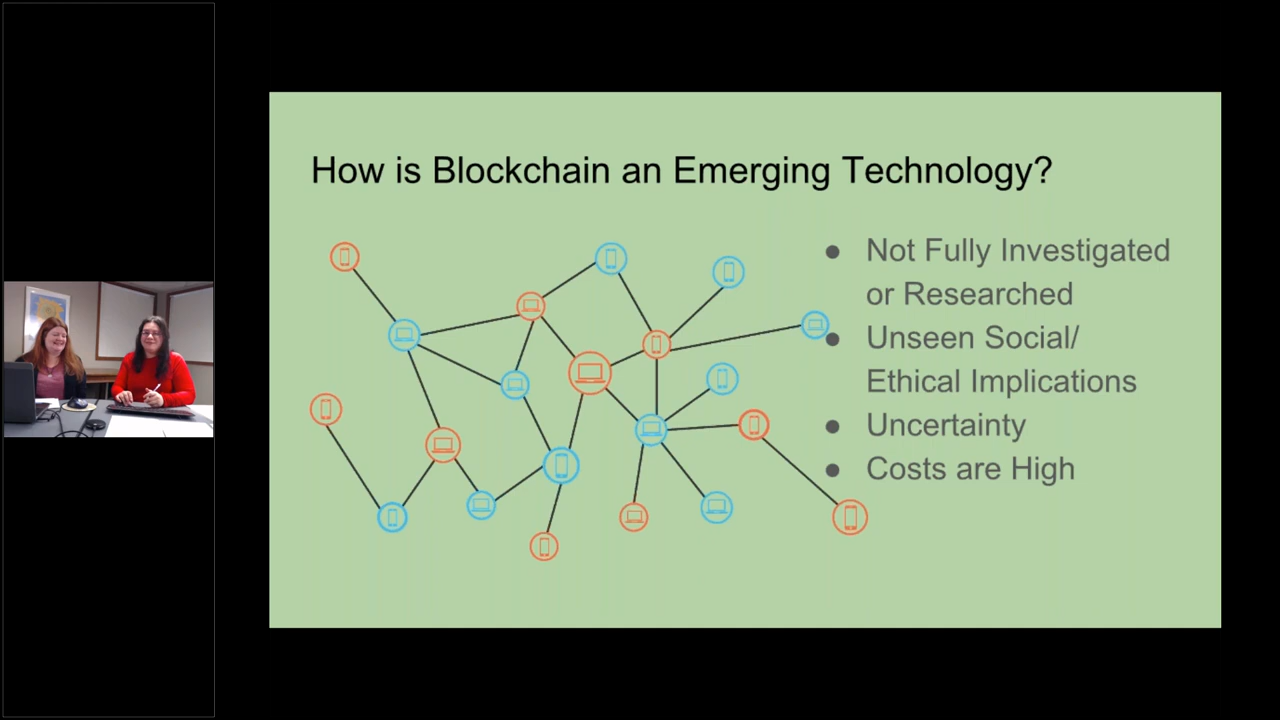 How is Blockchain an Emerging Technology?
● Not Fully Investigated
or Researched
● Unseen Social/
Ethical Implications
● Uncertainty
● Costs are High